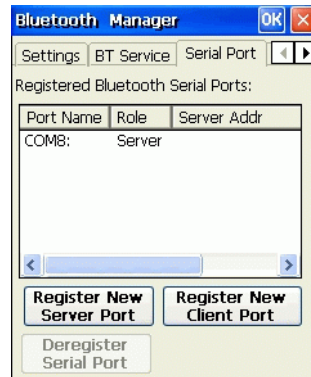 Bluetooth Manager OK
Settings BT Service Serial Port
Registered Bluetooth Serial Ports:
Port Name Role Server Addr
COM8: Server
Register New Server Port
Register New Client Port
Deregister Serial Port